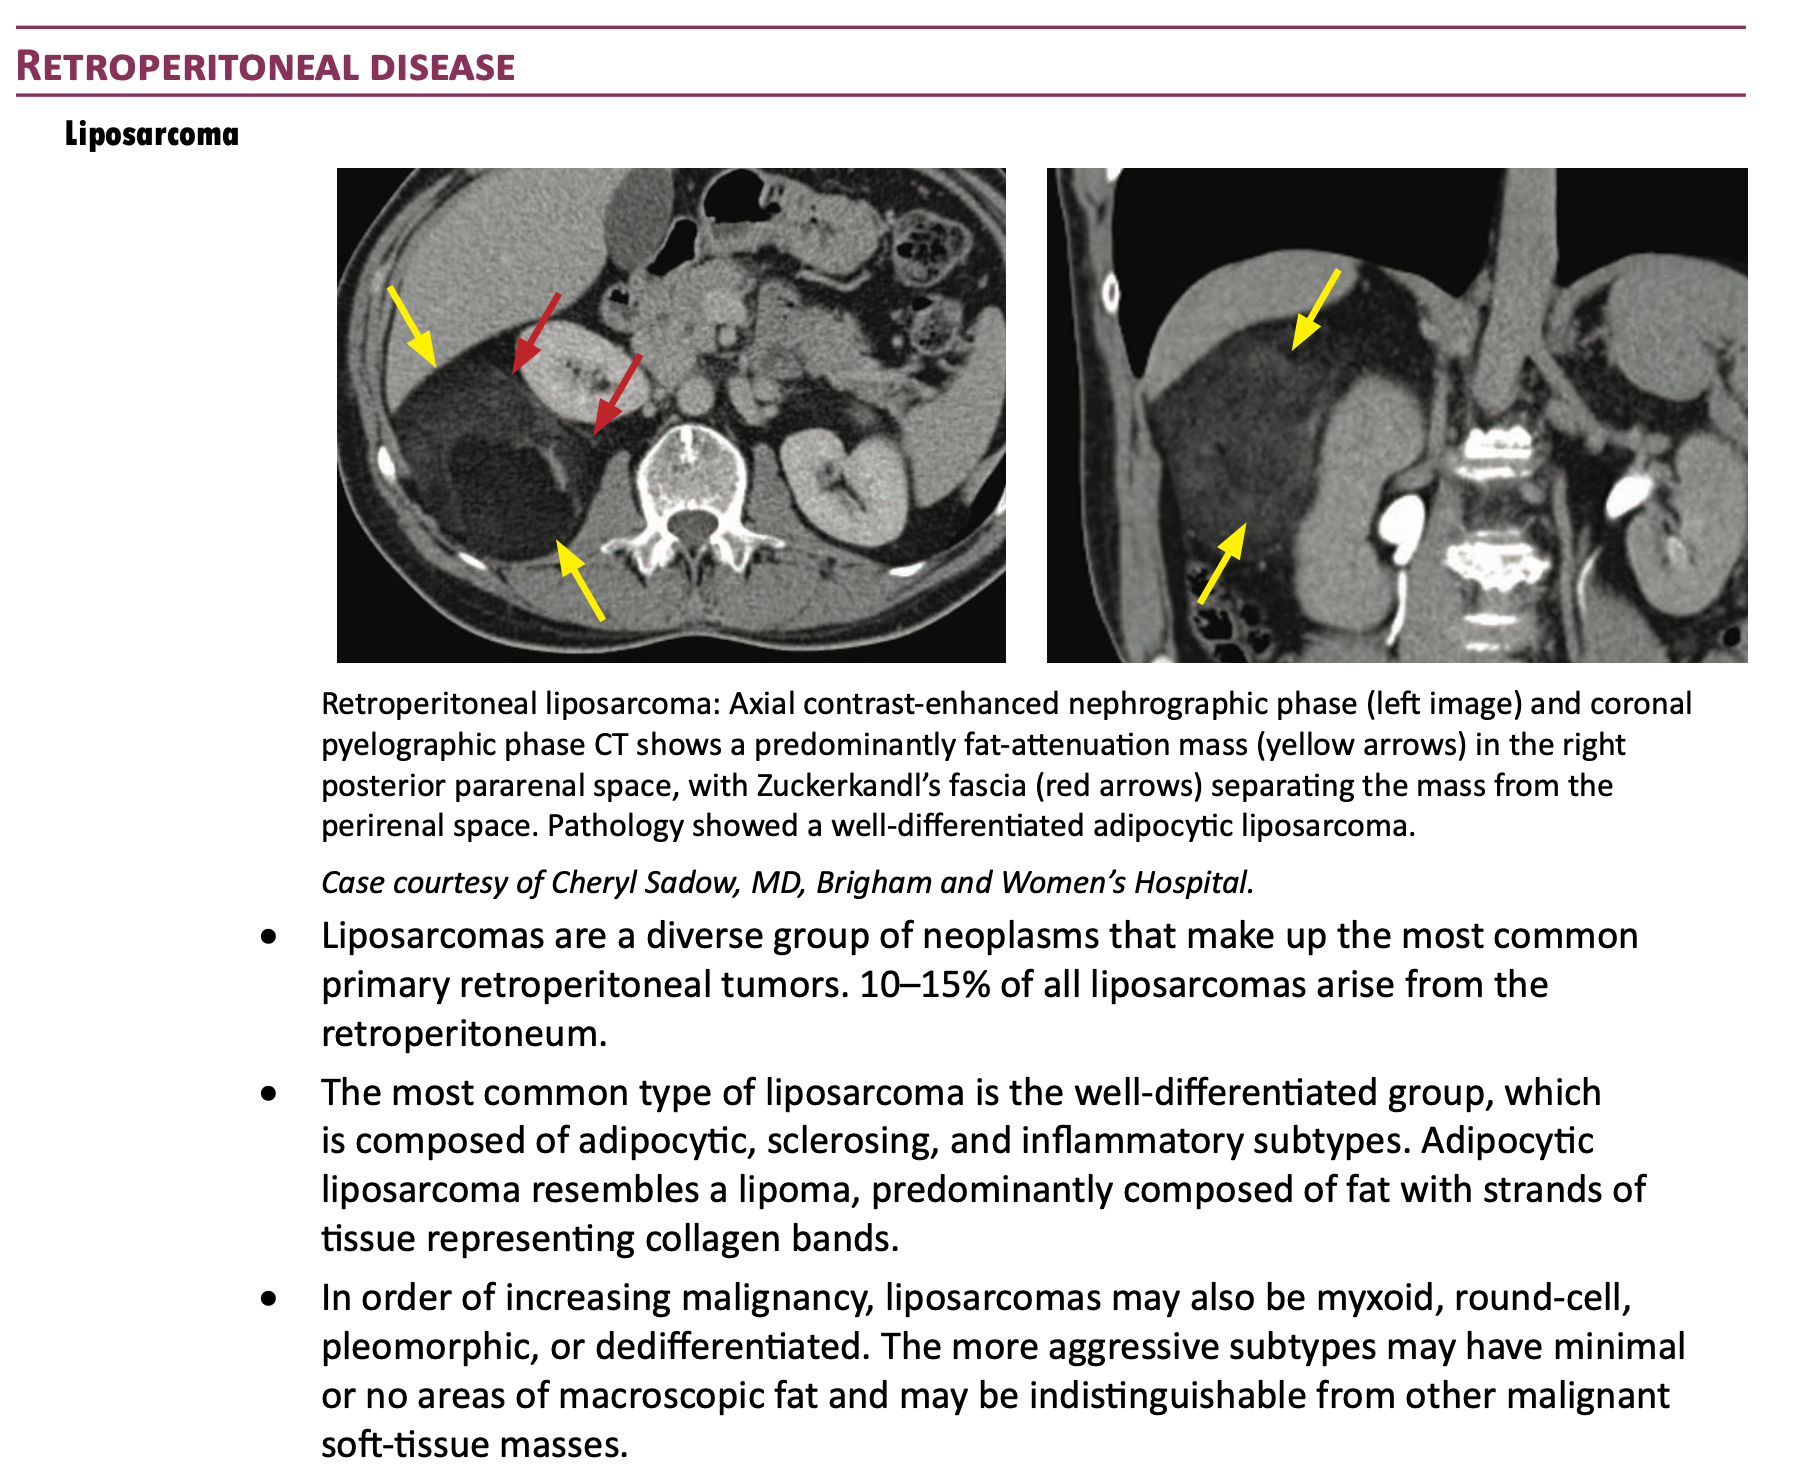 RETROPERITONEAL DISEASE
Liposarcoma
Retroperitoneal liposarcoma: Axial contrast-enhanced nephrographic phase (left image) and coronal
pyelographic phase CT shows a predominantly fat-attenuation mass (yellow arrows) in the right
posterior pararenal space, with Zuckerkandl’s fascia (red arrows) separating the mass from the
perirenal space. Pathology showed a well-differentiated adipocytic liposarcoma.
Case courtesy of Cheryl Sadow, MD, Brigham and Women’s Hospital.
• Liposarcomas are a diverse group of neoplasms that make up the most common
primary retroperitoneal tumors. 10–15% of all liposarcomas arise from the
retroperitoneum.
• The most common type of liposarcoma is the well-differentiated group, which
is composed of adipocytic, sclerosing, and inflammatory subtypes. Adipocytic
liposarcoma resembles a lipoma, predominantly composed of fat with strands of
tissue representing collagen bands.
• In order of increasing malignancy, liposarcomas may also be myxoid, round-cell,
pleomorphic, or dedifferentiated. The more aggressive subtypes may have minimal
or no areas of macroscopic fat and may be indistinguishable from other malignant
soft-tissue masses.